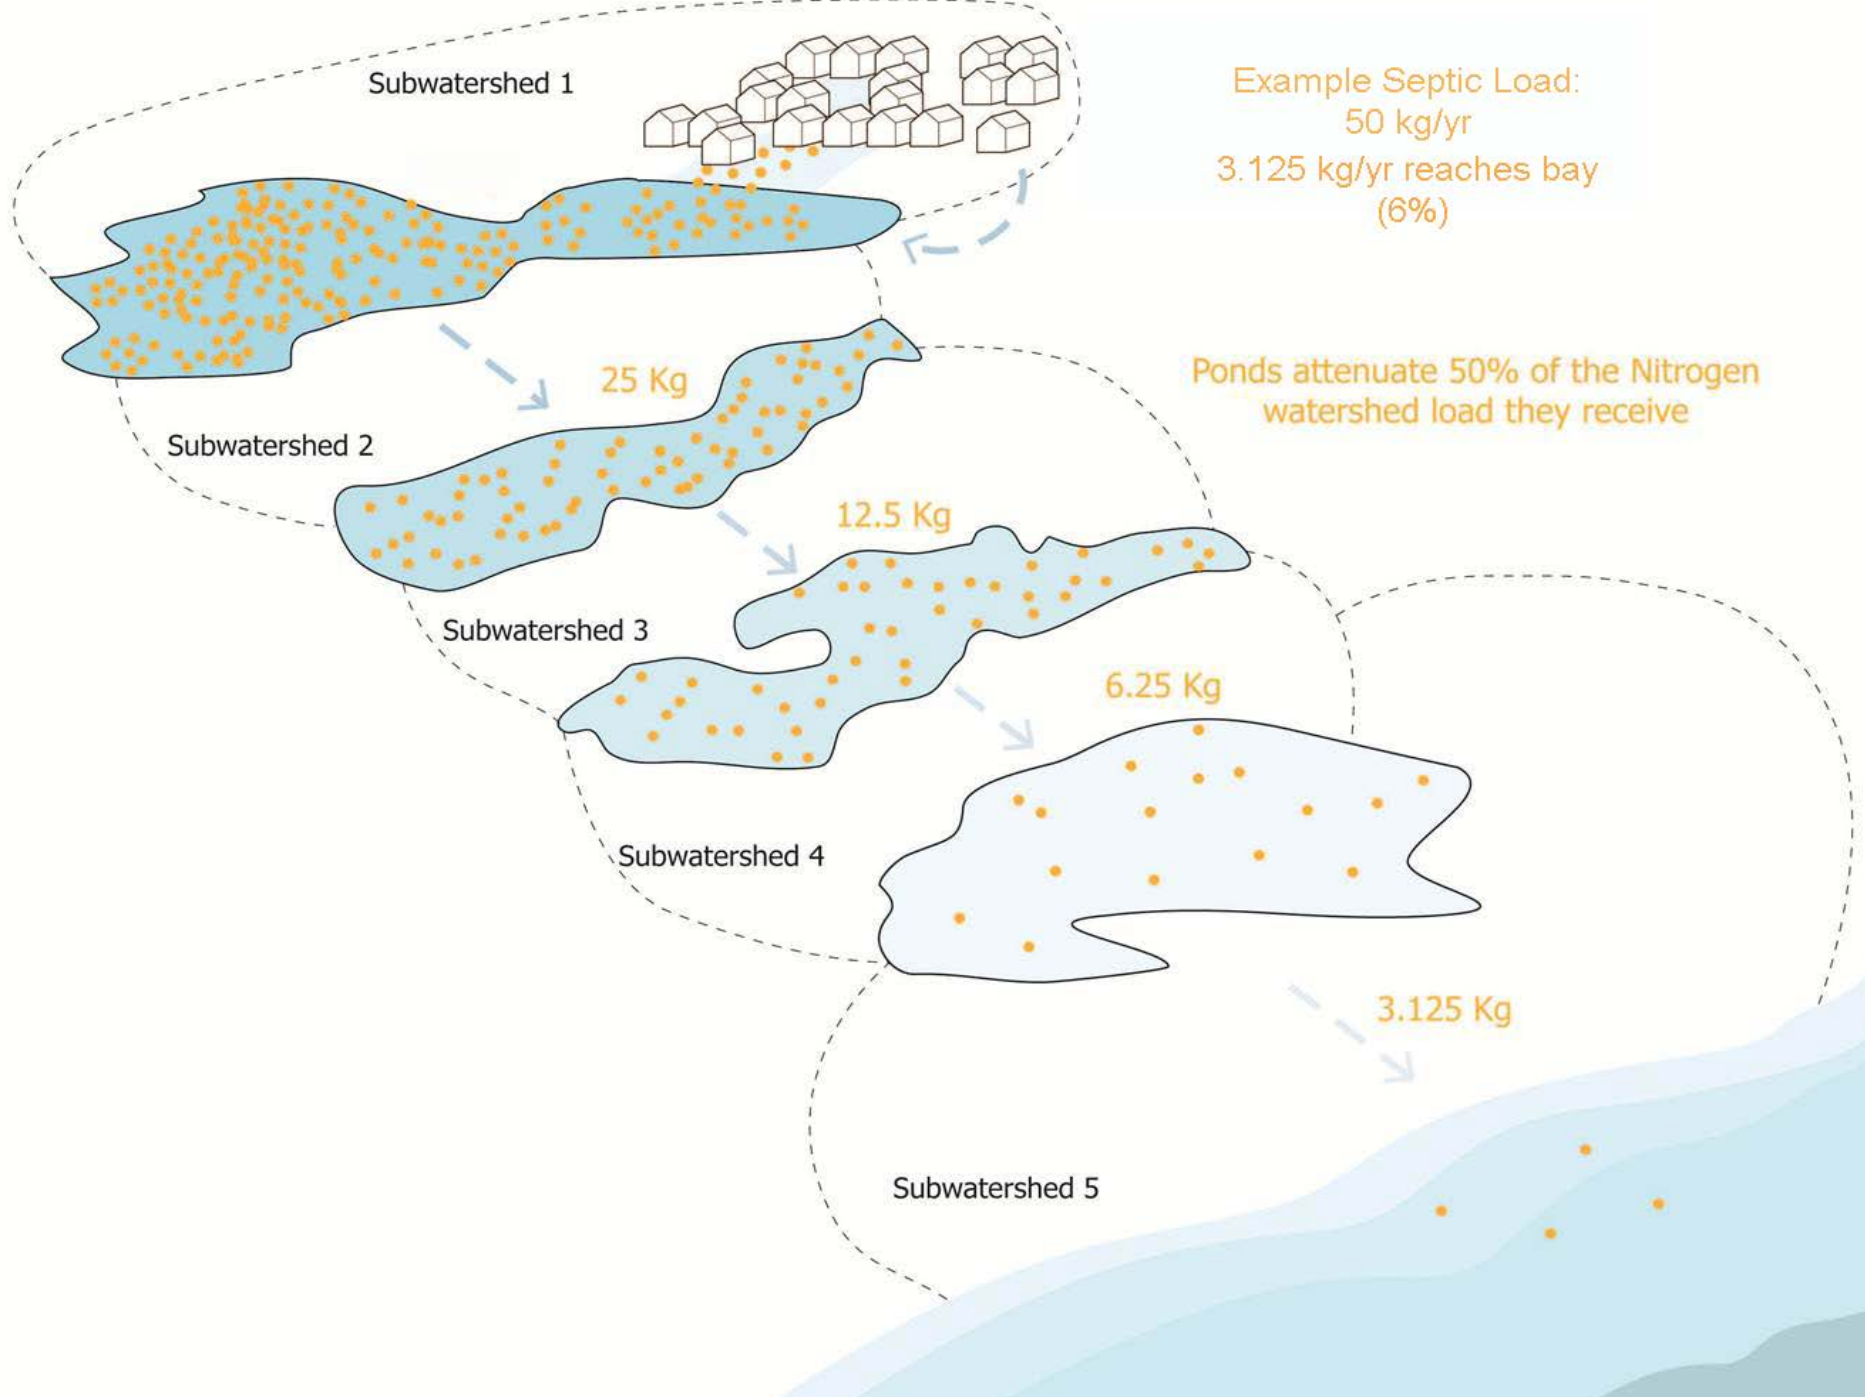 Subwatershed 1
Example Septic Load:
50 kg/yr
3.125 kg/yr reaches bay
(6%)
25 Kg
Ponds attenuate 50% of the Nitrogen
watershed load they receive
Subwatershed 2
12.5 Kg
Subwatershed 3
6.25 Kg
Subwatershed 4
3.125 Kg
Subwatershed 5